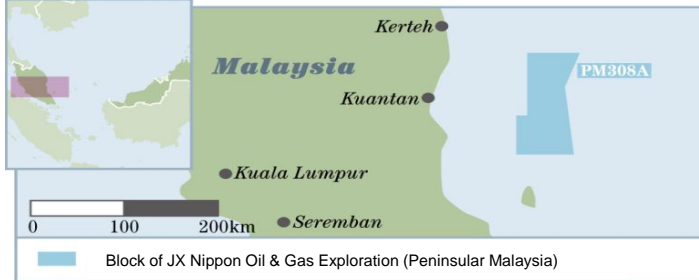 Kerteh
Malaysia
PM308A
Kuantan
Kuala Lumpur
0 100 200km
Seremban
Block of JX Nippon Oil & Gas Exploration (Peninsular Malaysia)